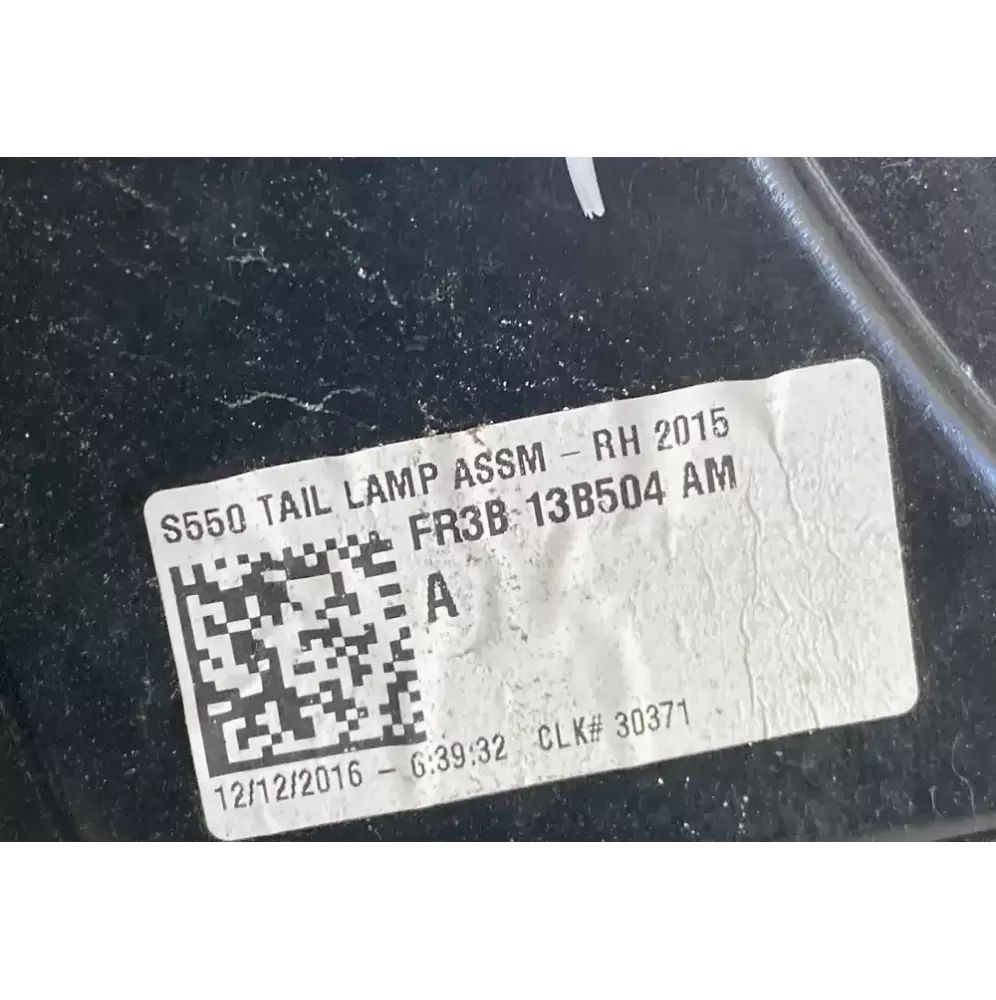 S550 TAIL LAMP ASSM - RH 2015
FR3B 13B504 AM
A
12/12/2016 - 6:39:32 CLK# 30371